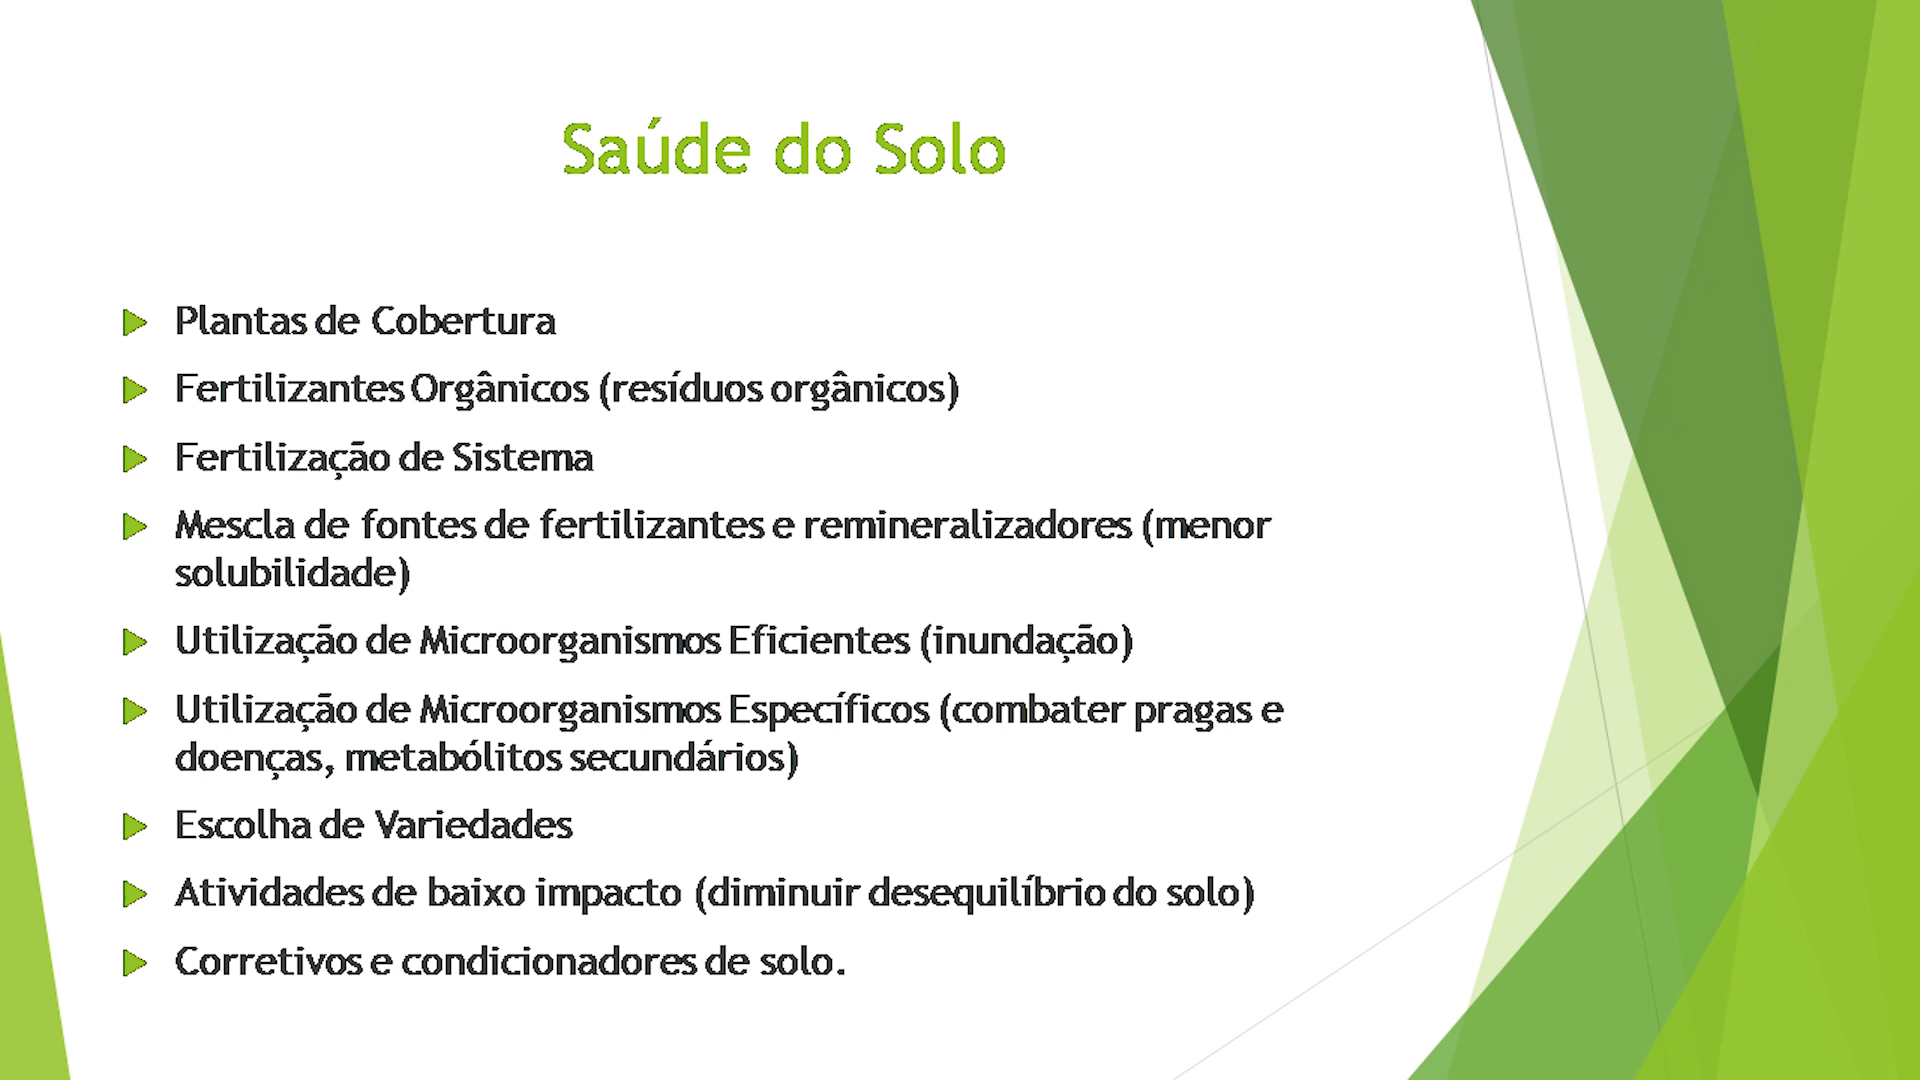 Saúde do Solo
Plantas de Cobertura
Fertilizantes Orgânicos (resíduos orgânicos)
Fertilização de Sistema
Mescla de fontes de fertilizantes e remineralizadores (menor
solubilidade)
Utilização de Microorganismos Eficientes (inundação)
Utilização de Microorganismos Específicos (combater pragas e
doenças, metabólitos secundários)
Escolha de Variedades
Atividades de baixo impacto (diminuir desequilíbrio do solo)
Corretivos e condicionadores de solo.